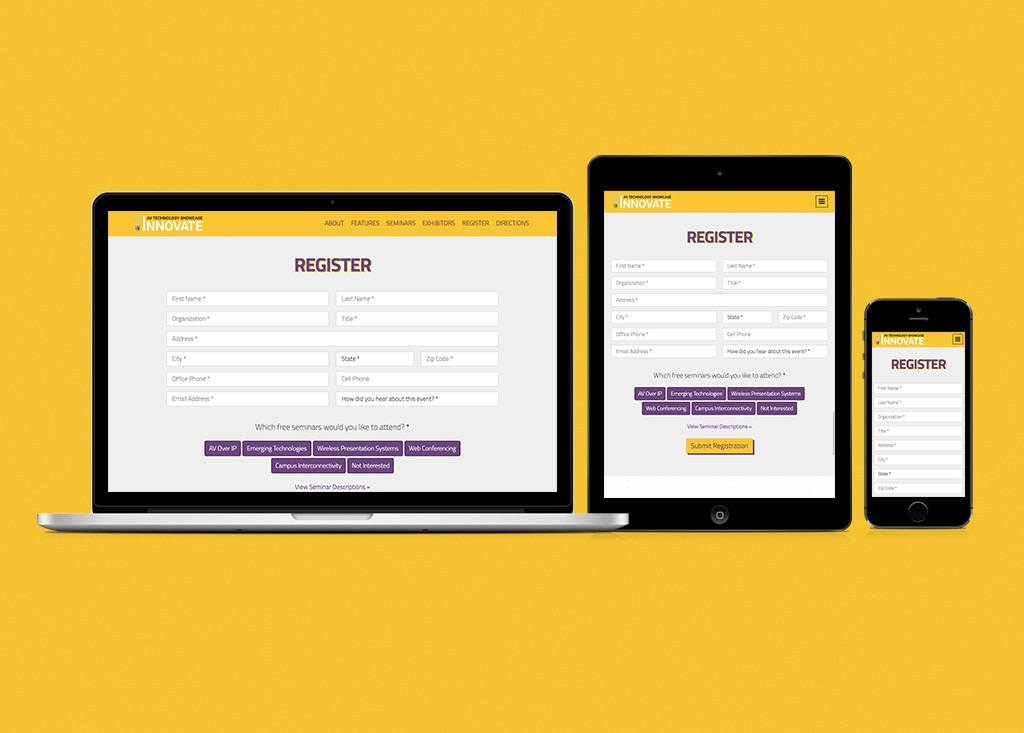 AV TECHNOLOGY SHOWCASE
INNOVATE
ABOUT FEATURES SEMINARS EXHIBITORS REGISTER DIRECTIONS
REGISTER
First Name * Last Name *
Organization * Title *
Address *
City * State * Zip Code *
Office Phone * Cell Phone
Email Address * How did you hear about this event? *
Which free seminars would you like to attend? *
AV Over IP Emerging Technologies Wireless Presentation Systems Web Conferencing
Campus Interconnectivity Not Interested
View Seminar Descriptions »
AV TECHNOLOGY SHOWCASE
INNOVATE
REGISTER
First Name * Last Name *
Organization * Title *
Address *
City * State * Zip Code *
Office Phone * Cell Phone
Email Address * How did you hear about this event? *
Which free seminars would you like to attend? *
AV Over IP Emerging Technologies Wireless Presentation Systems
Web Conferencing Campus Interconnectivity Not Interested
View Seminar Descriptions »
Submit Registration
AV TECHNOLOGY SHOWCASE
INNOVATE
REGISTER
First Name *
Last Name *
Organization *
Title *
Address *
City *
State *
Zip Code *